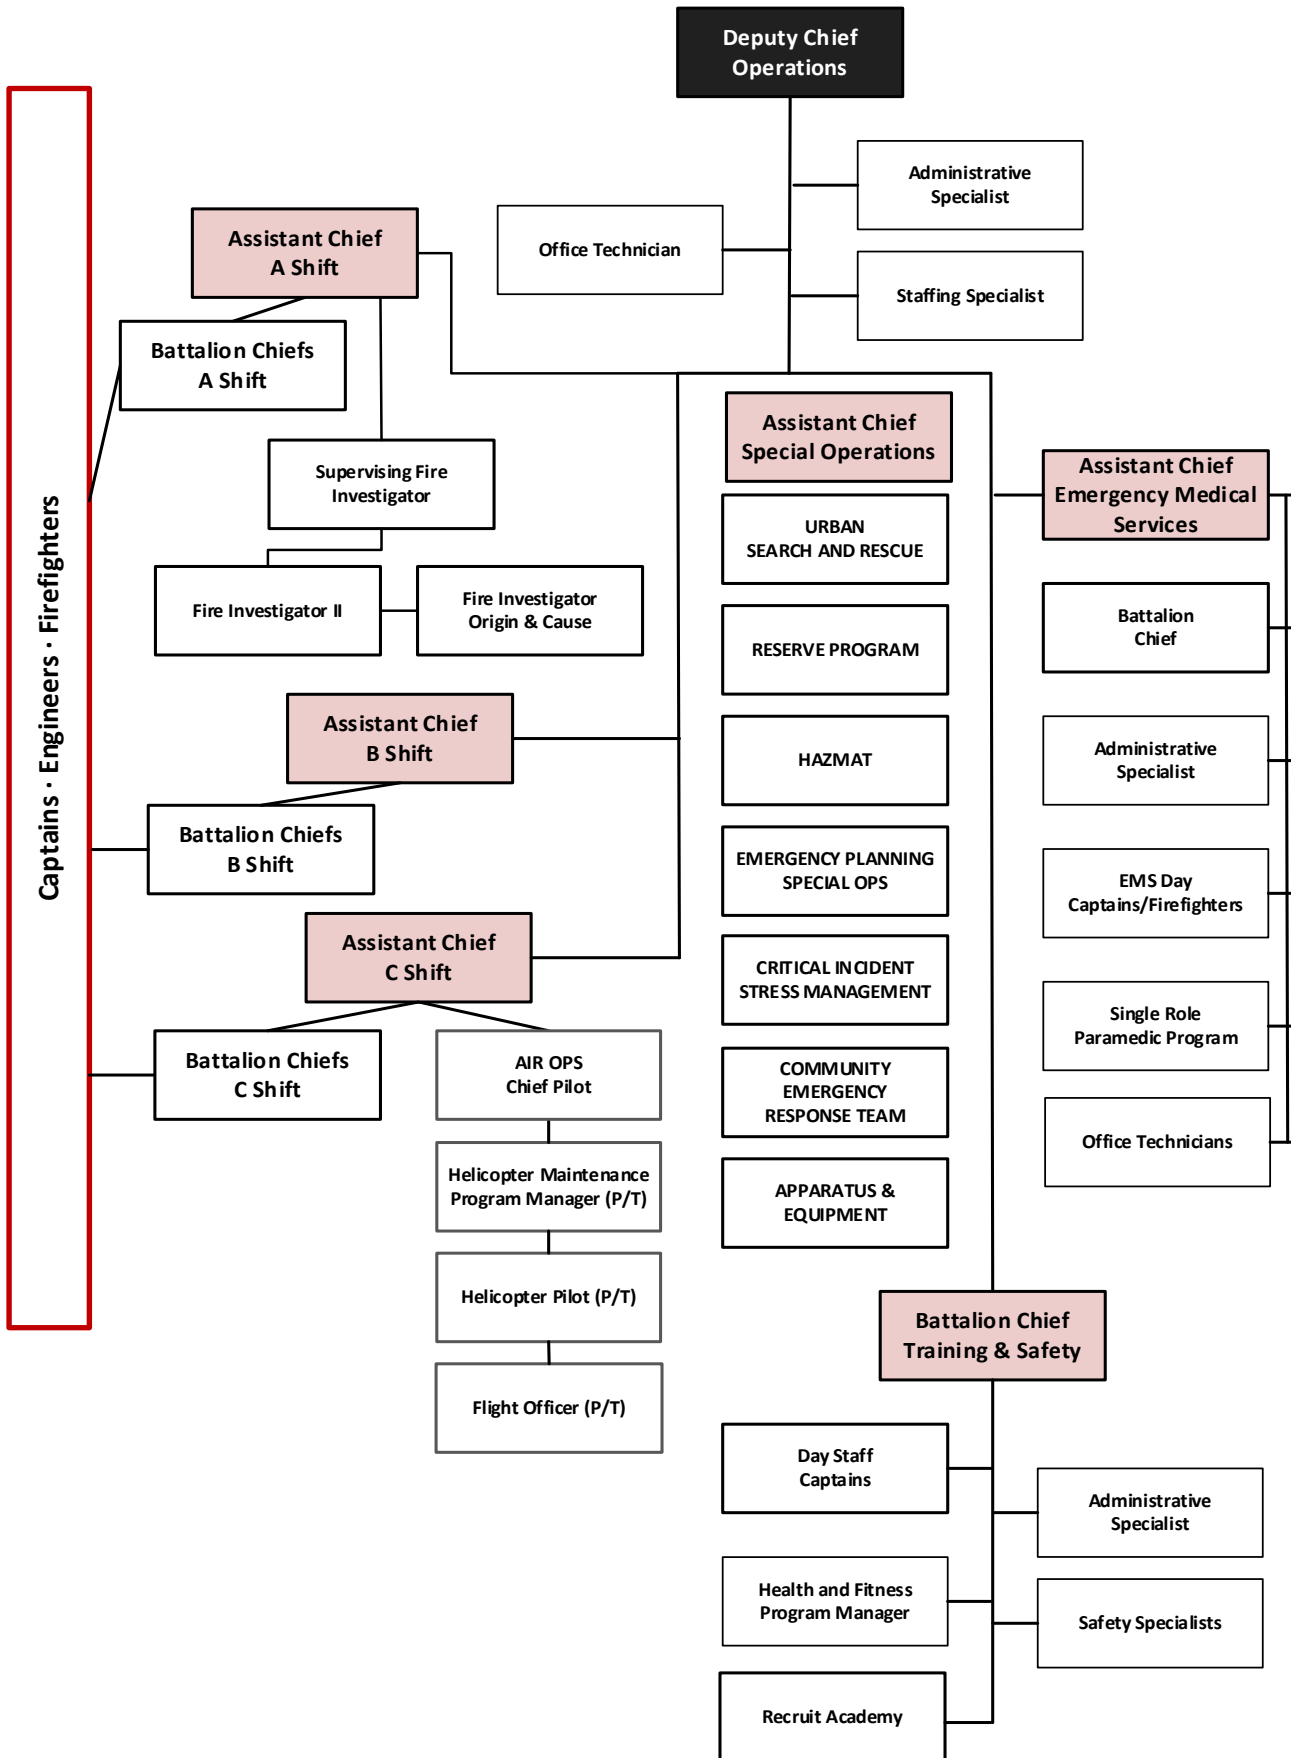 Deputy Chief
Operations
Administrative
Specialist
Office Technician
Staffing Specialist
Captains · Engineers · Firefighters
Assistant Chief
A Shift
Battalion Chiefs
A Shift
Supervising Fire
Investigator
Fire Investigator II
Fire Investigator
Origin & Cause
Assistant Chief
B Shift
Battalion Chiefs
B Shift
Assistant Chief
C Shift
Battalion Chiefs
C Shift
AIR OPS
Chief Pilot
Helicopter Maintenance
Program Manager (P/T)
Helicopter Pilot (P/T)
Flight Officer (P/T)
Assistant Chief
Special Operations
URBAN
SEARCH AND RESCUE
RESERVE PROGRAM
HAZMAT
EMERGENCY PLANNING
SPECIAL OPS
CRITICAL INCIDENT
STRESS MANAGEMENT
COMMUNITY
EMERGENCY
RESPONSE TEAM
APPARATUS &
EQUIPMENT
Assistant Chief
Emergency Medical
Services
Battalion
Chief
Administrative
Specialist
EMS Day
Captains/Firefighters
Single Role
Paramedic Program
Office Technicians
Battalion Chief
Training & Safety
Day Staff
Captains
Administrative
Specialist
Health and Fitness
Program Manager
Safety Specialists
Recruit Academy